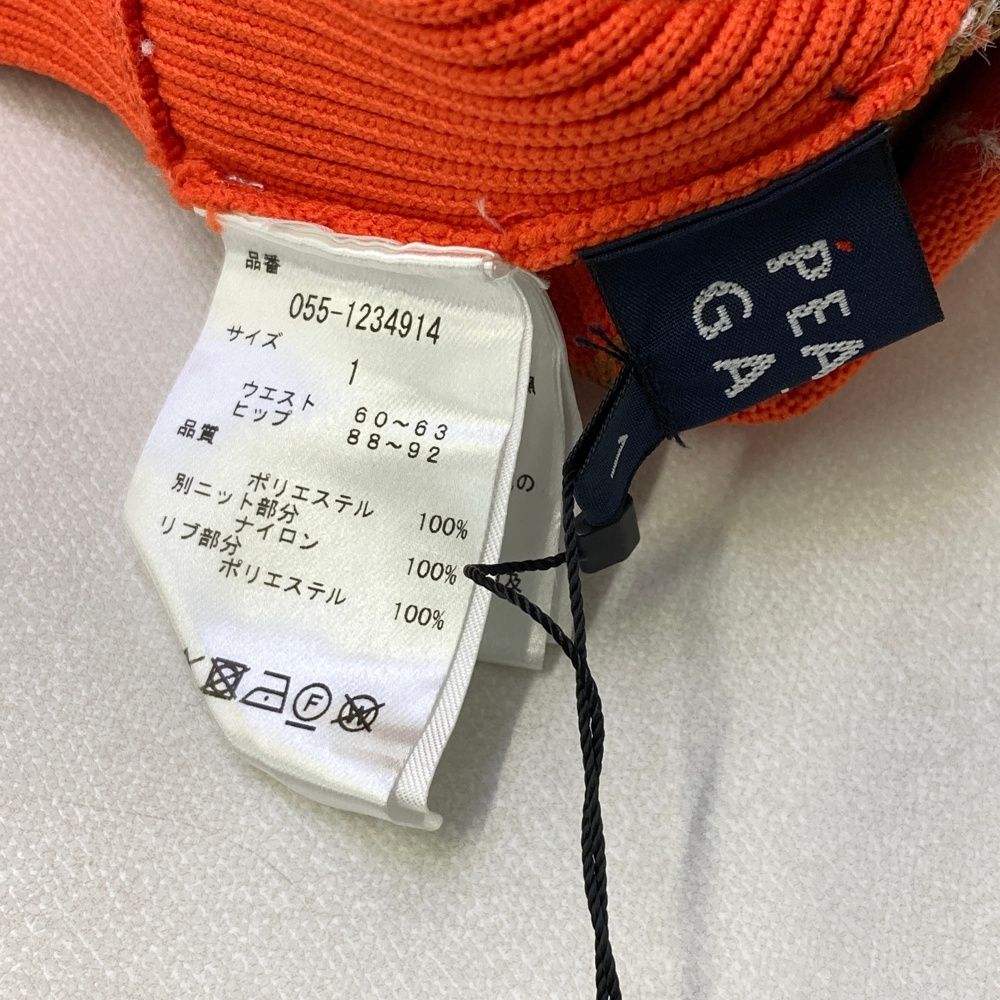 品番
055-1234914
サイズ
1
ウエスト 60～63
ヒップ 88～92
品質
ポリエステル 100%
別ニット部分
ナイロン 100%
リブ部分
ポリエステル 100%
F
W
の
及
PEA
GA
1